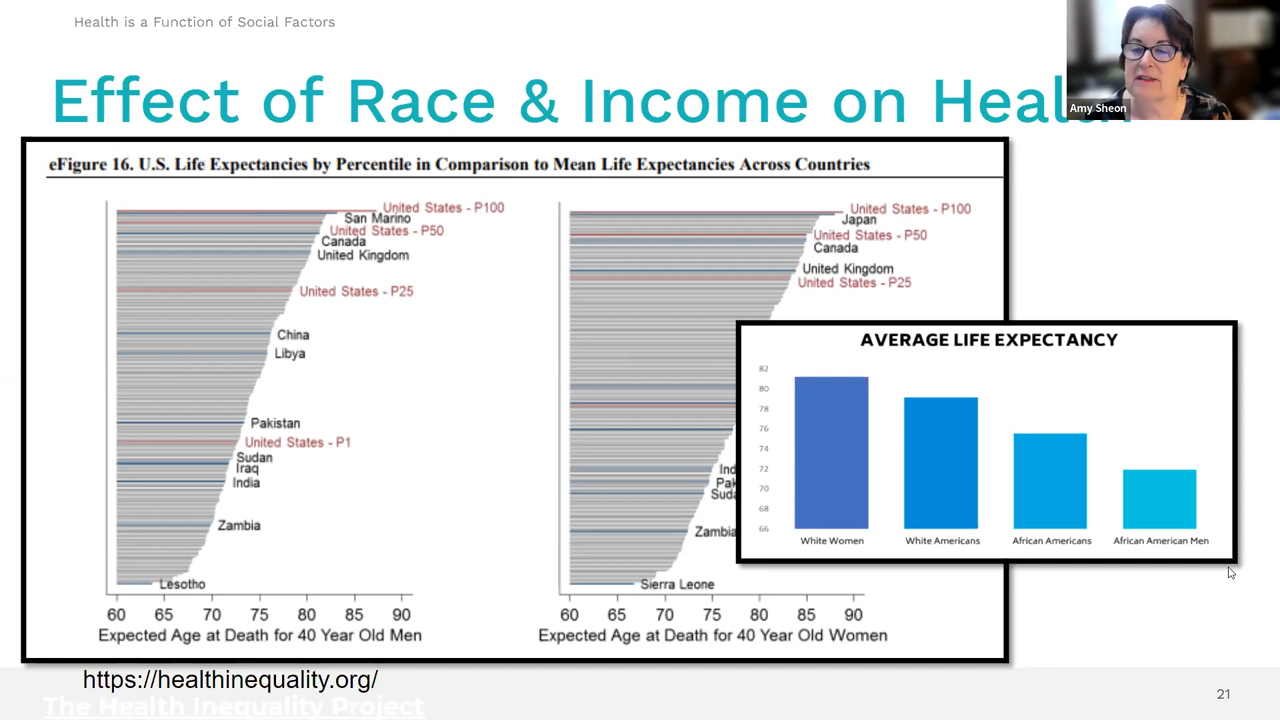 Health is a Function of Social Factors
Effect of Race & Income on
Amy Sheon
eFigure 16. U.S. Life Expectancies by Percentile in Comparison to Mean Life Expectancies Across Countries
United States - P100
San Marino
United States - P50
Canada
United Kingdom
United States - P25
China
Libya
Pakistan
United States - P1
Sudan
Iraq
India
Zambia
Lesotho
60 65 70 75 80 85 90
Expected Age at Death for 40 Year Old Men
United States - P100
Japan
United States - P50
Canada
United Kingdom
United States - P25
Zambia
Sierra Leone
60 65 70 75 80 85 90
Expected Age at Death for 40 Year Old Women
AVERAGE LIFE EXPECTANCY
82
80
78
76
74
72
70
68
66
White Women White Americans African Americans African American Men
https://healthinequality.org/
The Health Inequality Project
21